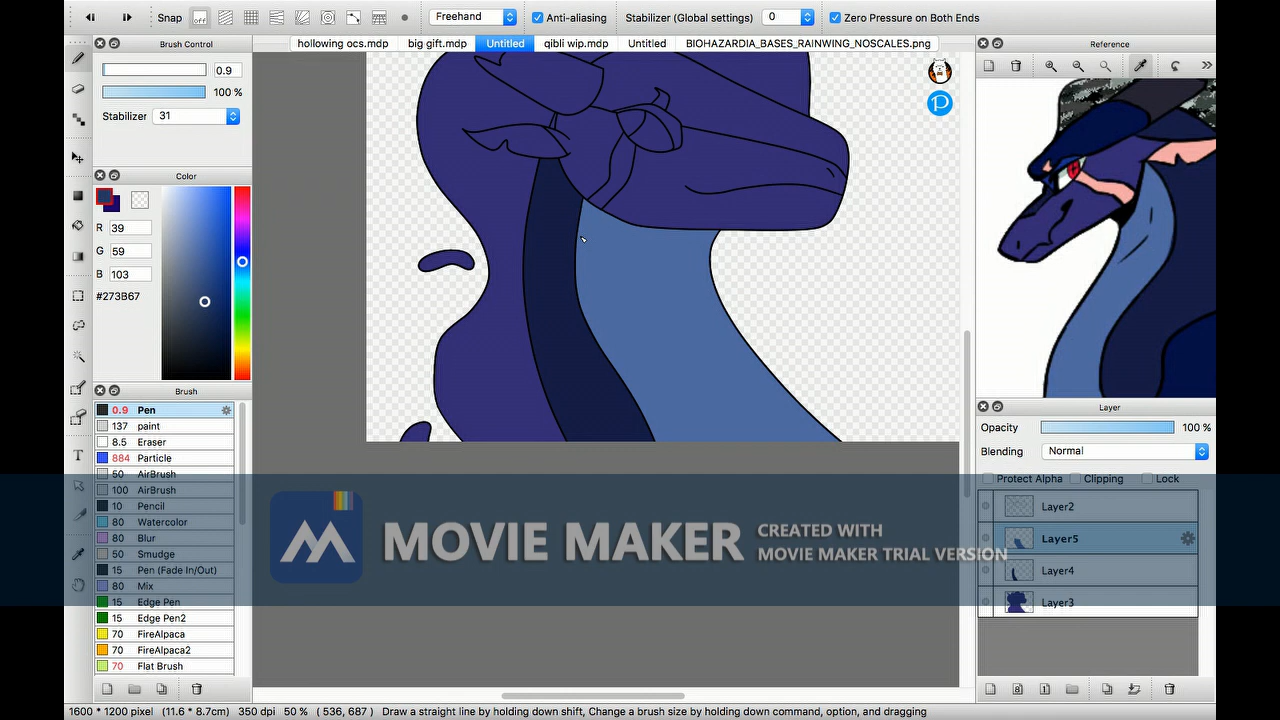 Snap
off
Freehand
Anti-aliasing
Stabilizer (Global settings)
0
Zero Pressure on Both Ends
Brush Control
hollowing ocs.mdp
big gift.mdp
Untitled
qibli wip.mdp
Untitled
BIOHAZARDIA_BASES_RAINWING_NOSCALES.png
Reference
0.9
100 %
Stabilizer
31
Color
R 39
G 59
B 103
#273B67
Brush
0.9 Pen
137 paint
8.5 Eraser
884 Particle
50 AirBrush
100 AirBrush
10 Pencil
80 Watercolor
80 Blur
50 Smudge
15 Pen (Fade In/Out)
80 Mix
15 Edge Pen
15 Edge Pen2
70 FireAlpaca
70 FireAlpaca2
70 Flat Brush
Layer
Opacity
100 %
Blending
Normal
Protect Alpha
Clipping
Lock
Layer2
Layer5
Layer4
Layer3
MOVIE MAKER
CREATED WITH
MOVIE MAKER TRIAL VERSION
1600 * 1200 pixel (11.6 * 8.7cm) 350 dpi 50 % ( 536, 687 ) Draw a straight line by holding down shift, Change a brush size by holding down command, option, and dragging